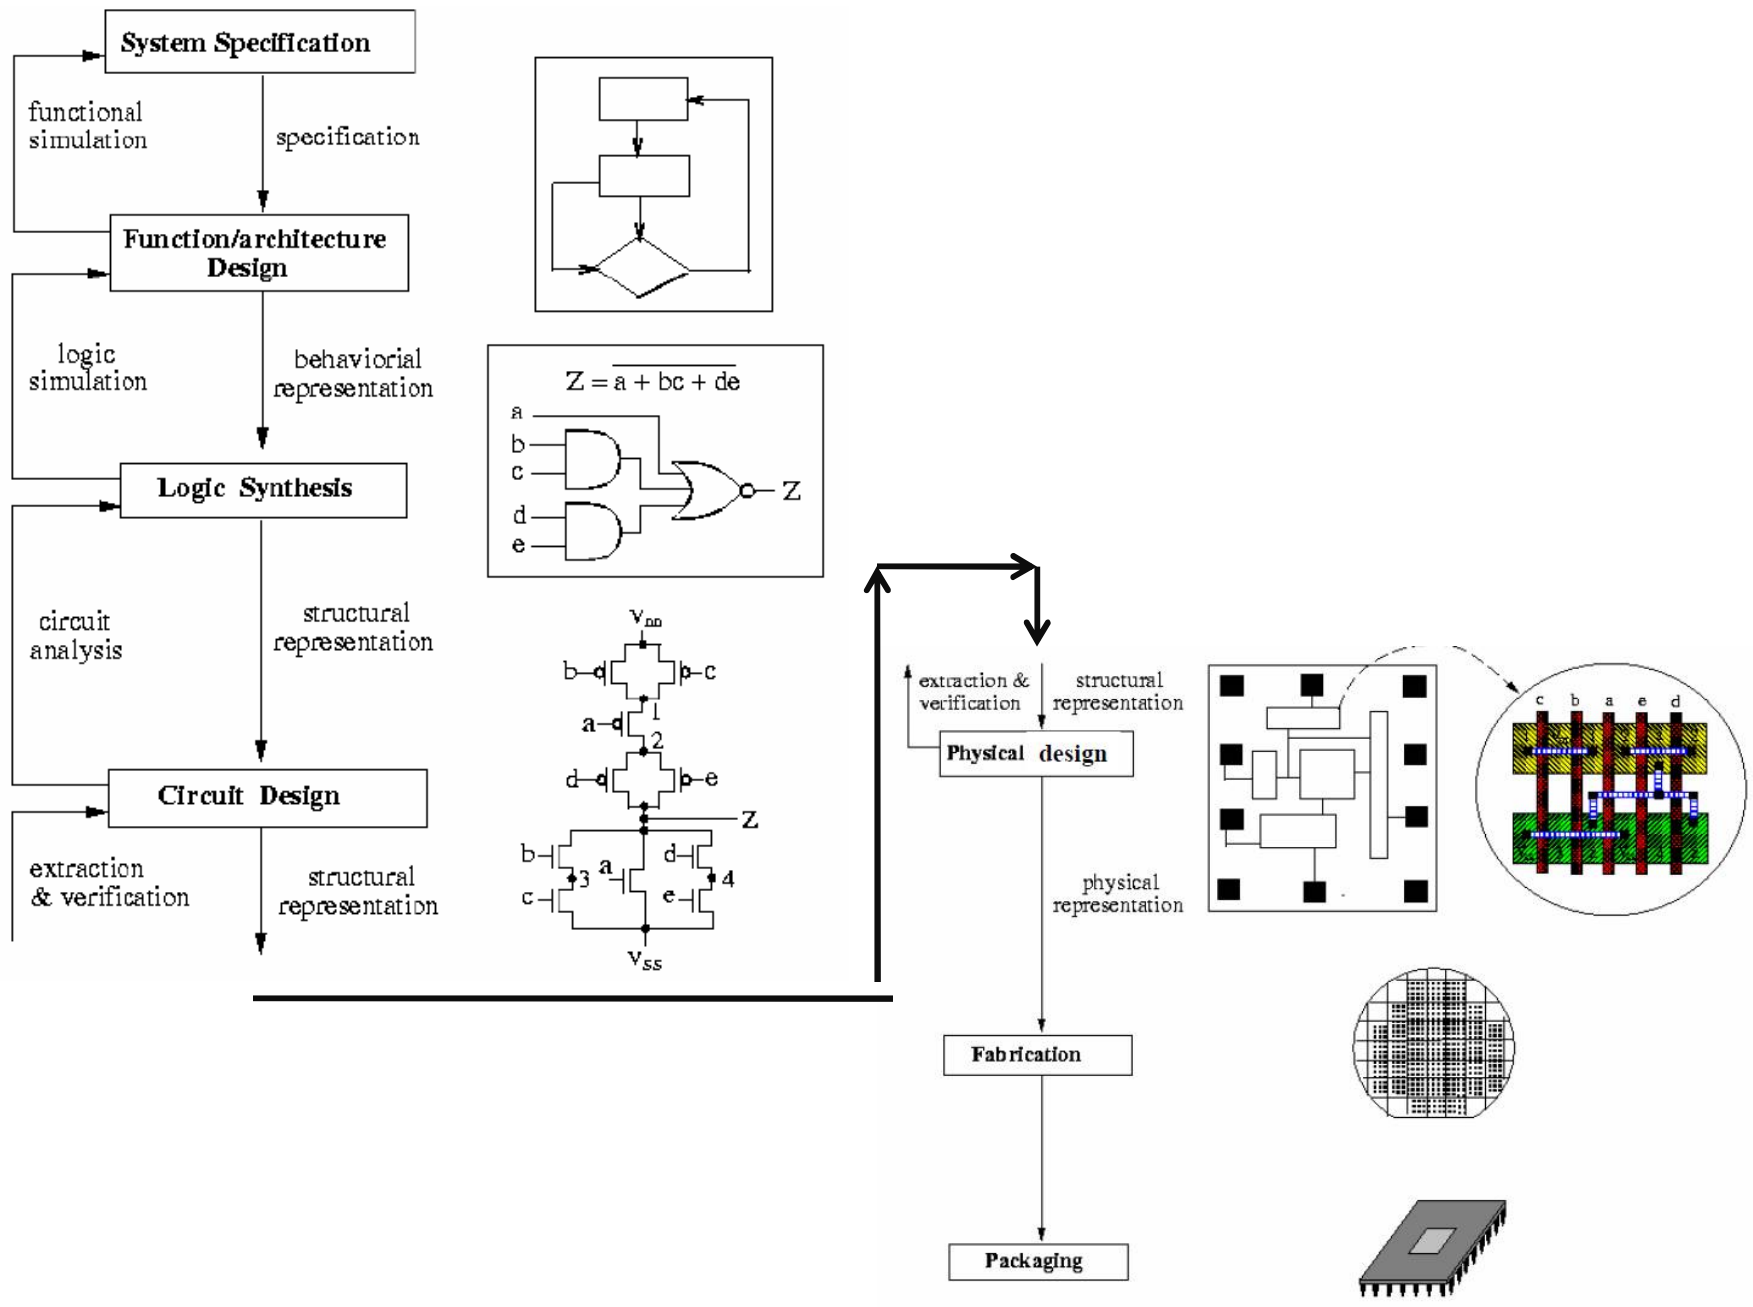 System Specification
functional
simulation
specification
Function/architecture
Design
logic
simulation
behaviorial
representation
Logic Synthesis
circuit
analysis
structural
representation
Circuit Design
extraction
& verification
structural
representation
Z = a + bc + de
a
b
c
d
e
Z
b
c
1
a
2
d
e
Z
b
a
d
3
4
c
e
VSS
extraction &
verification
structural
representation
Physical design
physical
representation
c b a e d
Fabrication
Packaging